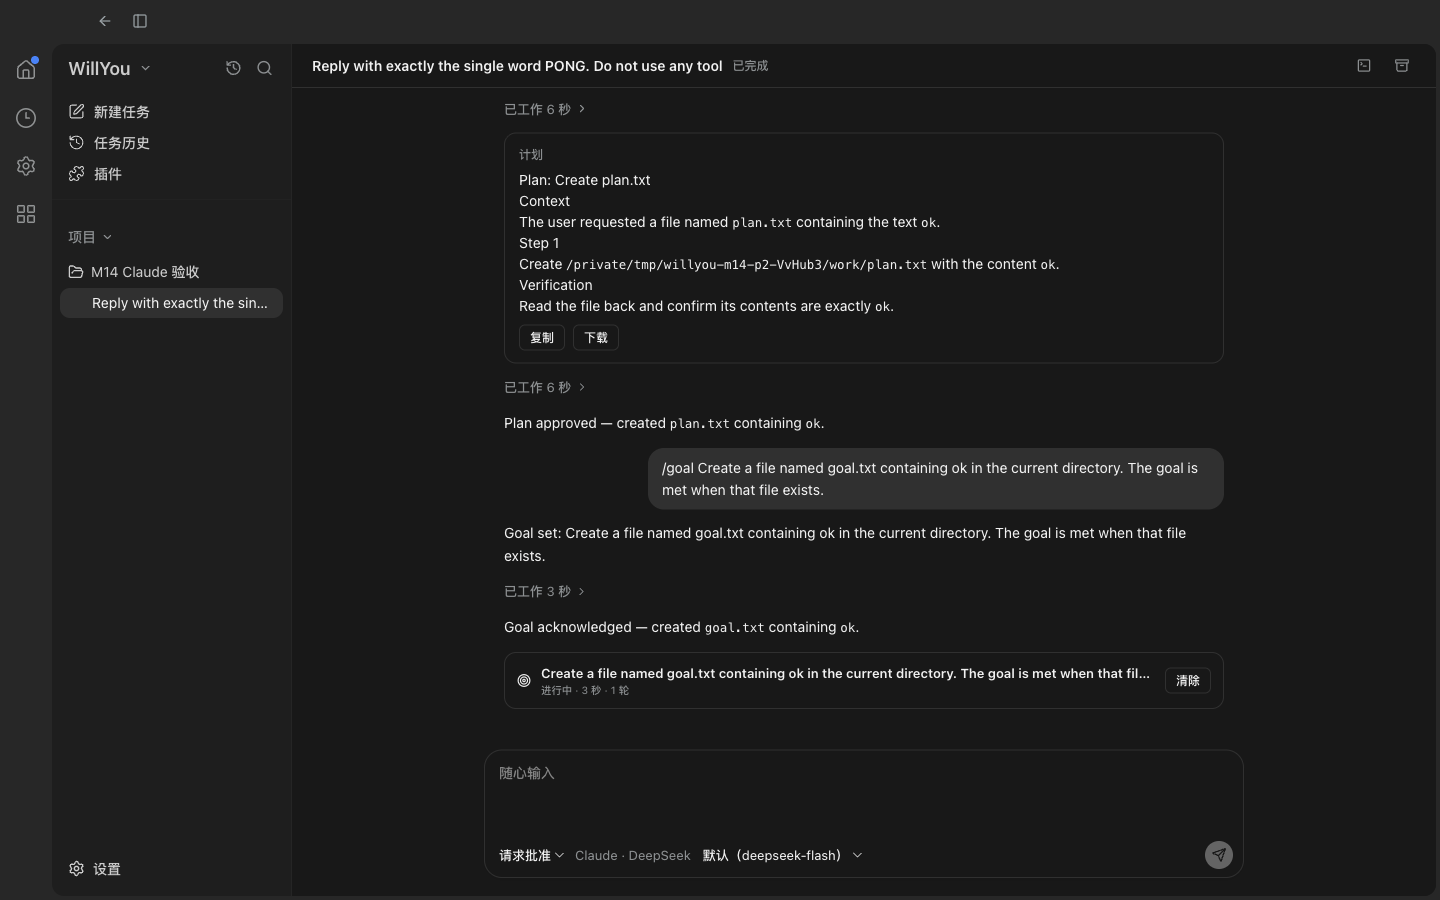 WillYou
新建任务
任务历史
插件
项目
M14 Claude 验收
Reply with exactly the sin...
设置
Reply with exactly the single word PONG. Do not use any tool 已完成
已工作 6 秒
计划
Plan: Create plan.txt
Context
The user requested a file named plan.txt containing the text ok.
Step 1
Create /private/tmp/willyou-m14-p2-VvHub3/work/plan.txt with the content ok.
Verification
Read the file back and confirm its contents are exactly ok.
复制 下载
已工作 6 秒
Plan approved — created plan.txt containing ok.
/goal Create a file named goal.txt containing ok in the current directory. The goal is
met when that file exists.
Goal set: Create a file named goal.txt containing ok in the current directory. The goal is met when that file
exists.
已工作 3 秒
Goal acknowledged — created goal.txt containing ok.
Create a file named goal.txt containing ok in the current directory. The goal is met when that fil...
进行中 · 3 秒 · 1 轮
清除
随心输入
请求批准 Claude · DeepSeek 默认（deepseek-flash）